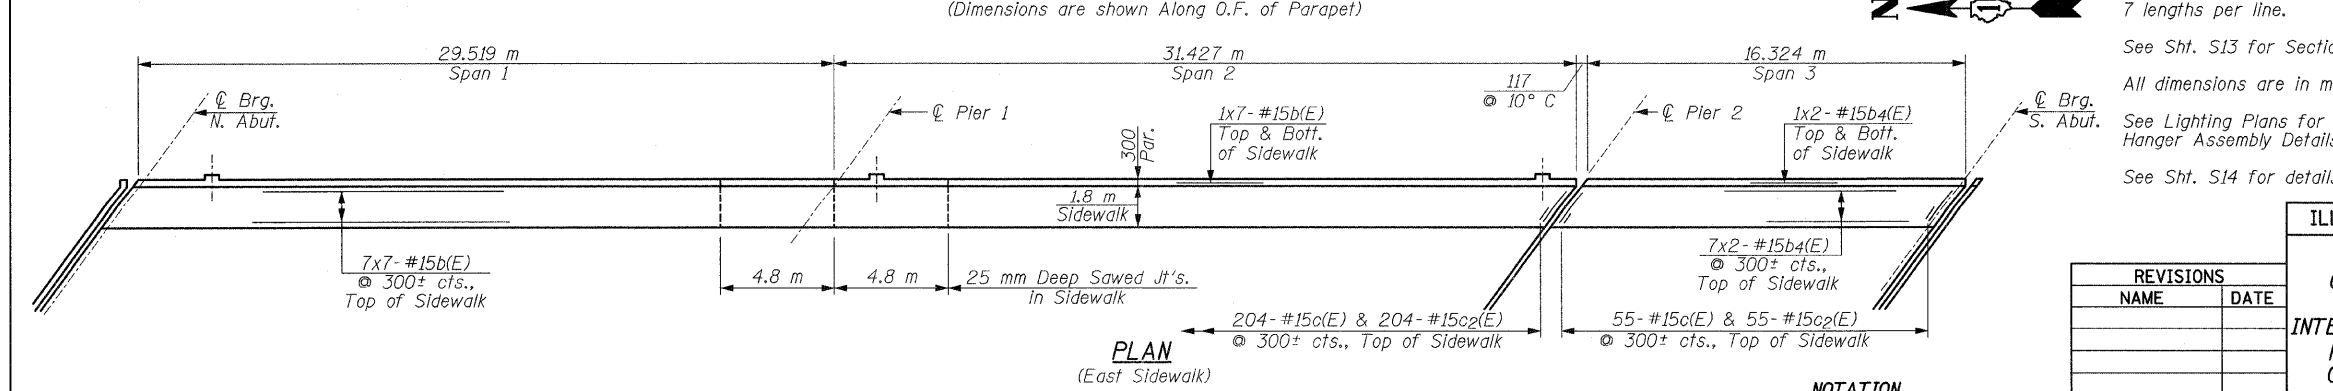 (Dimensions are shown Along O.F. of Parapet)
N
7 lengths per line.
29.519 m
Span 1
31.427 m
Span 2
16.324 m
Span 3
117
@ 10° C
See Sht. S13 for
All dimensions are in
See Lighting Plans for
Hanger Assembly
See Sht. S14 for
℄ Brg.
N. Abut.
℄ Pier 1
1x7-#15b(E)
Top & Bott.
of Sidewalk
300
Par.
℄ Pier 2
1x2-#15b4(E)
Top & Bott.
of Sidewalk
℄ Brg.
S. Abut.
1.8 m
Sidewalk
7x7-#15b(E)
@ 300± cts.,
Top of Sidewalk
4.8 m
4.8 m
25 mm Deep Sawed Jt's.
in Sidewalk
7x2-#15b4(E)
@ 300± cts.,
Top of Sidewalk
204-#15c(E) & 204-#15c2(E)
@ 300± cts., Top of Sidewalk
55-#15c(E) & 55-#15c2(E)
@ 300± cts., Top of Sidewalk
PLAN
(East Sidewalk)
NOTATION
REVISIONS
NAME DATE